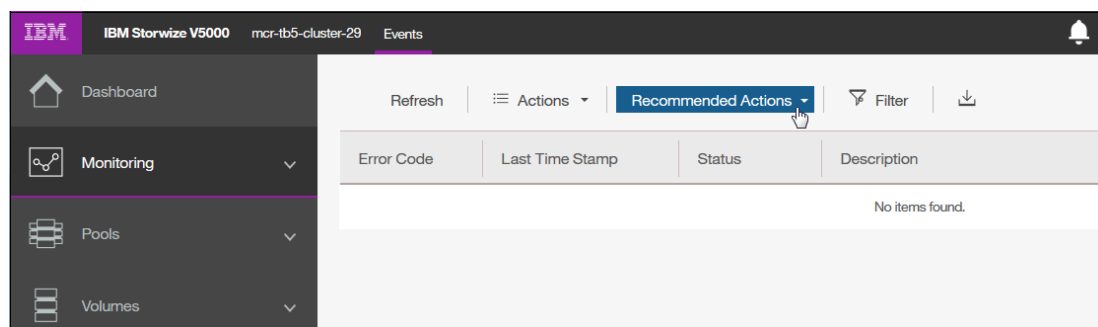 IBM IBM Storwize V5000 mcr-tb5-cluster-29 Events
Dashboard
Refresh Actions Recommended Actions Filter
Monitoring
Error Code Last Time Stamp Status Description
No items found.
Pools
Volumes